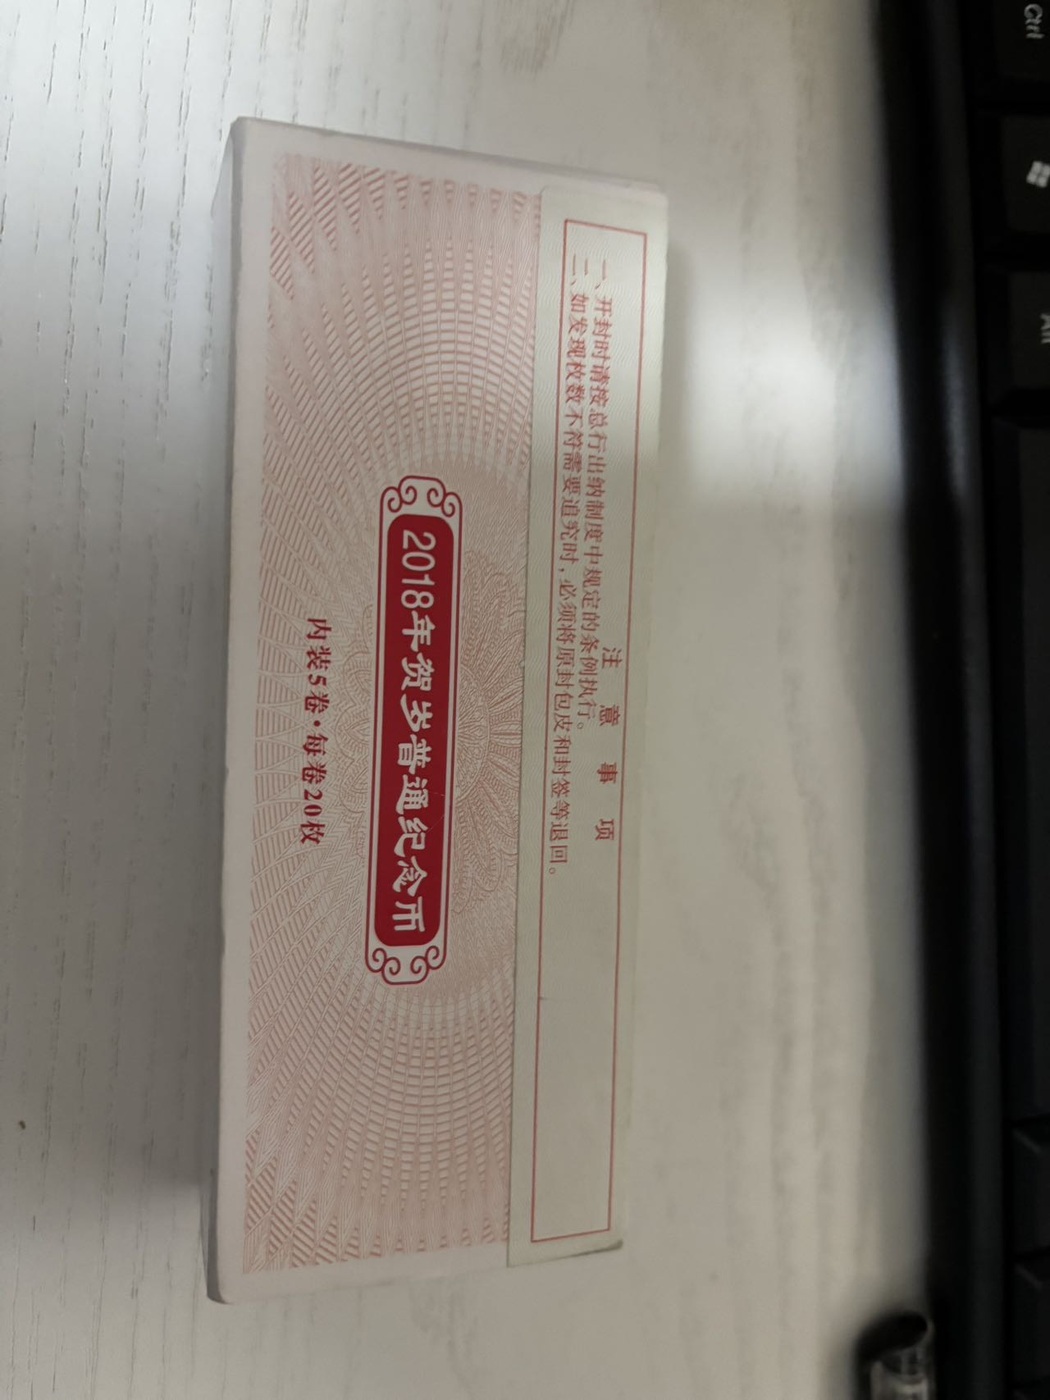 注意事项
一、开封时请按总行出纳制度中规定的条例执行。
二、如发现枚数不符需要追究时，必须将原封包皮和封签等退回。
2018年贺岁普通纪念币
内装5卷·每卷20枚
Ctrl
Alt